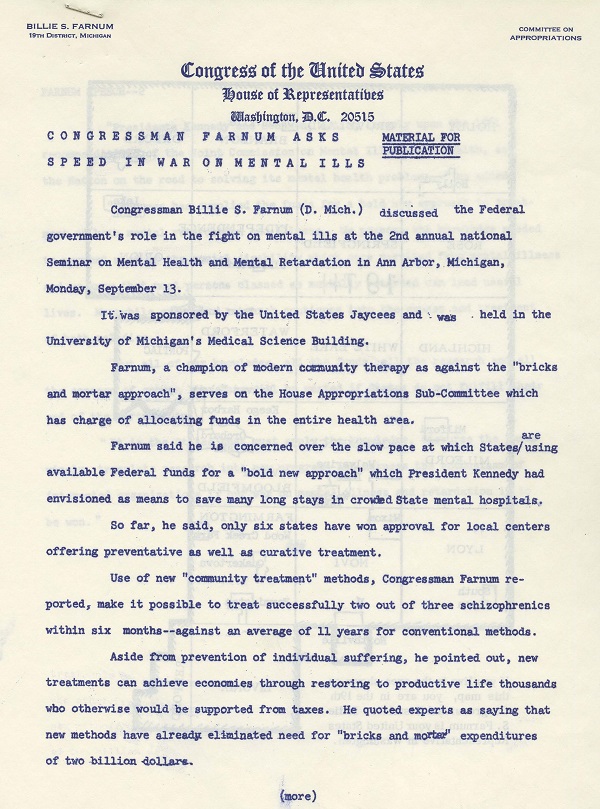 BILLIE S. FARNUM
19TH DISTRICT, MICHIGAN
COMMITTEE ON
APPROPRIATIONS
Congress of the United States
House of Representatives
Washington, D.C. 20515
CONGRESSMAN FARNUM ASKS
MATERIAL FOR
PUBLICATION
SPEED IN WAR ON MENTAL ILLS
Congressman Billie S. Farnum (D. Mich.) discussed the Federal
government's role in the fight on mental ills at the 2nd annual national
Seminar on Mental Health and Mental Retardation in Ann Arbor, Michigan,
Monday, September 13.
It was sponsored by the United States Jaycees and was held in the
University of Michigan's Medical Science Building.
Farnum, a champion of modern community therapy as against the "bricks
and mortar approach", serves on the House Appropriations Sub-Committee which
has charge of allocating funds in the entire health area.
Farnum said he is concerned over the slow pace at which States/are using
available Federal funds for a "bold new approach" which President Kennedy had
envisioned as means to save many long stays in crowded State mental hospitals.
So far, he said, only six states have won approval for local centers
offering preventative as well as curative treatment.
Use of new "community treatment" methods, Congressman Farnum re-
ported, make it possible to treat successfully two out of three schizophrenics
within six months--against an average of 11 years for conventional methods.
Aside from prevention of individual suffering, he pointed out, new
treatments can achieve economies through restoring to productive life thousands
who otherwise would be supported from taxes. He quoted experts as saying that
new methods have already eliminated need for "bricks and mortar" expenditures
of two billion dollars.
(more)